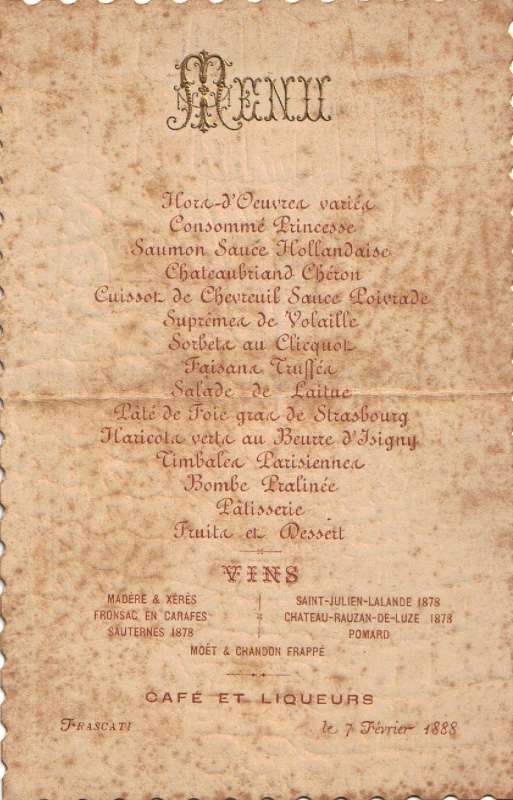 MENU
Hors-d'Oeuvres variés
Consommé Princesse
Saumon Sauce Hollandaise
Chateaubriand Chéron
Cuissot de Chevreuil Sauce Poivrade
Suprêmes de Volaille
Sorbets au Clicquot
Faisans Truffés
Salade de Laitue
Pâté de Foie gras de Strasbourg
Haricots verts au Beurre d'Isigny
Timbales Parisiennes
Bombe Pralinée
Pâtisserie
Fruits et Dessert
VINS
MADÈRE & XÉRÈS
FRONSAC EN CARAFES
SAUTERNES 1878
SAINT-JULIEN-LALANDE 1878
CHATEAU-RAUZAN-DE-LUZE 1878
POMARD
MOËT & CHANDON FRAPPÉ
CAFÉ ET LIQUEURS
FRASCATI
le 7 Février 1888